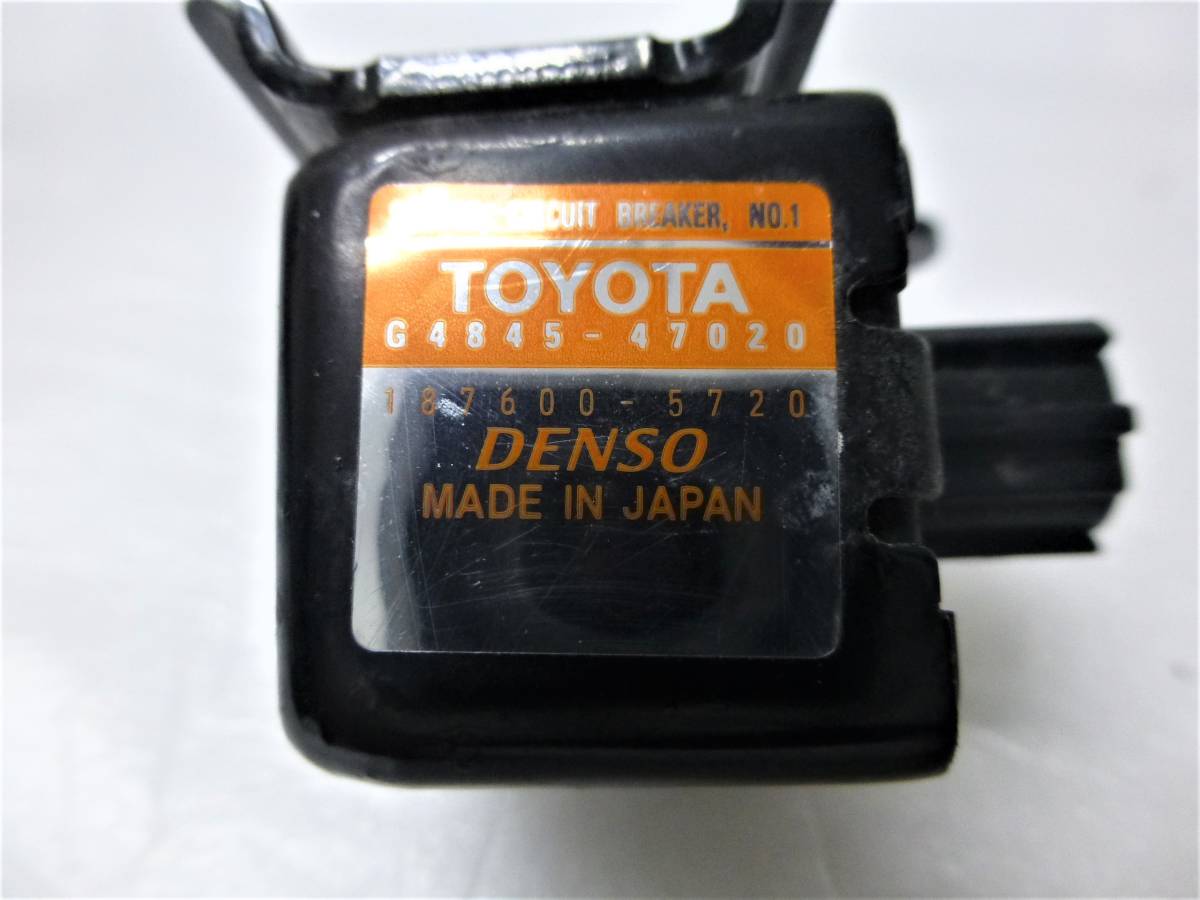 CIRCUIT BREAKER, NO.1
TOYOTA
G4845-47020
187600-5720
DENSO
MADE IN JAPAN